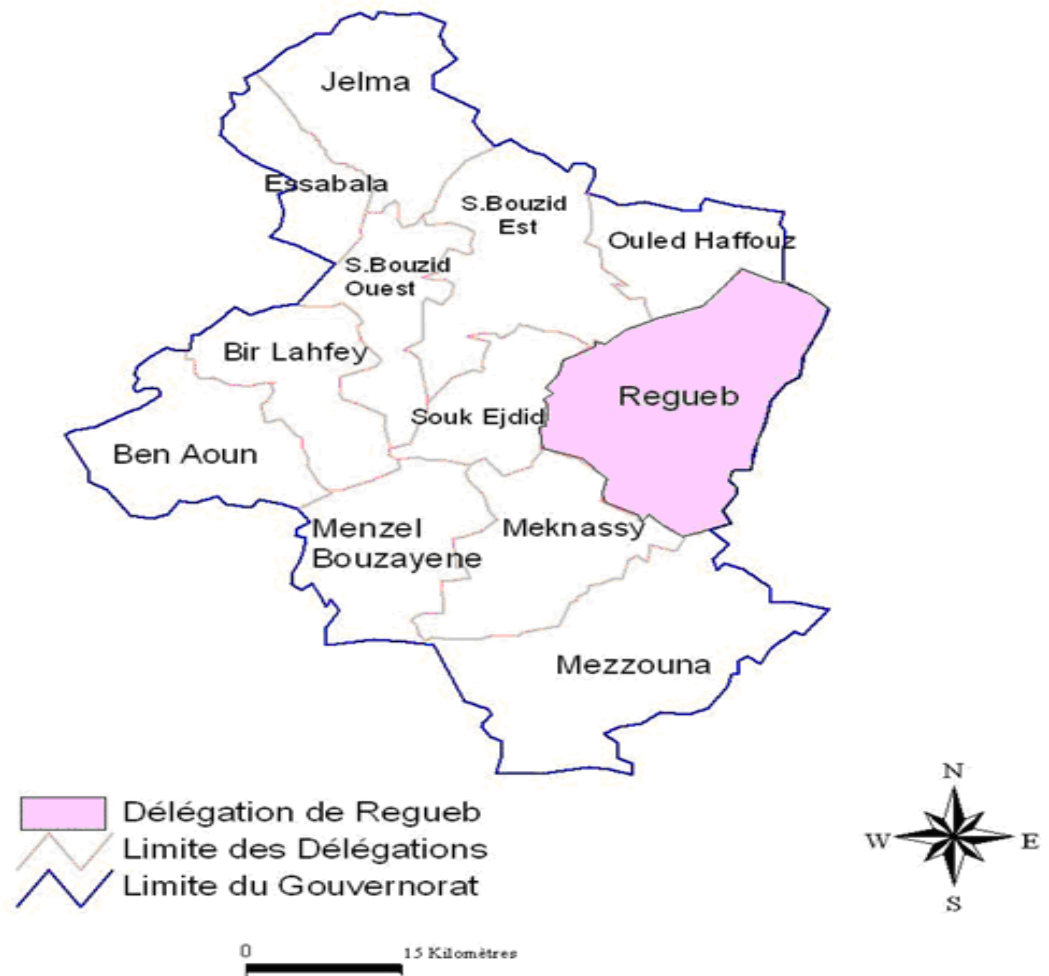 Jelma
Essabala
S.Bouzid
Est
Ouled Haffouz
S.Bouzid
Ouest
Bir Lahfey
Regueb
Souk Ejdid
Ben Aoun
Menzel
Bouzayene
Meknassy
Mezzouna
Délégation de Regueb
Limite des Délégations
Limite du Gouvernorat
N
W
E
S
0
15 Kilomètres